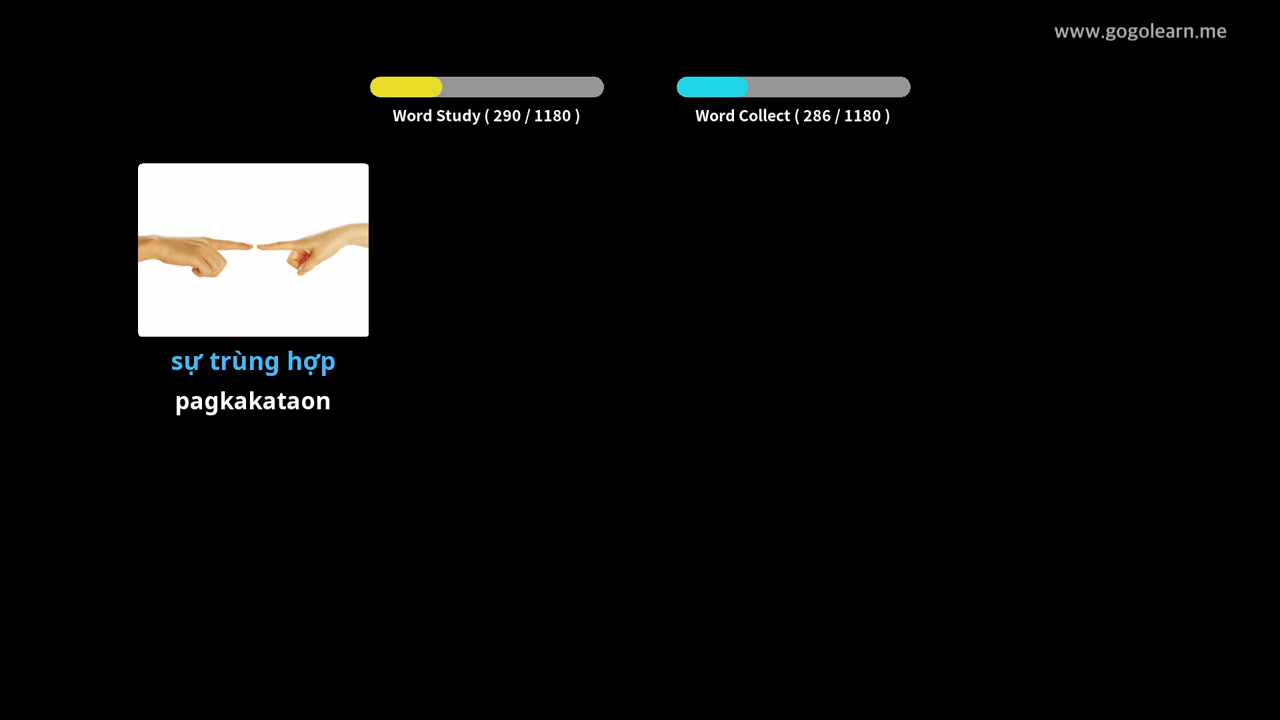 www.gogolearn.me
Word Study ( 290 / 1180 )
Word Collect ( 286 / 1180 )
sự trùng hợp
pagkakataon